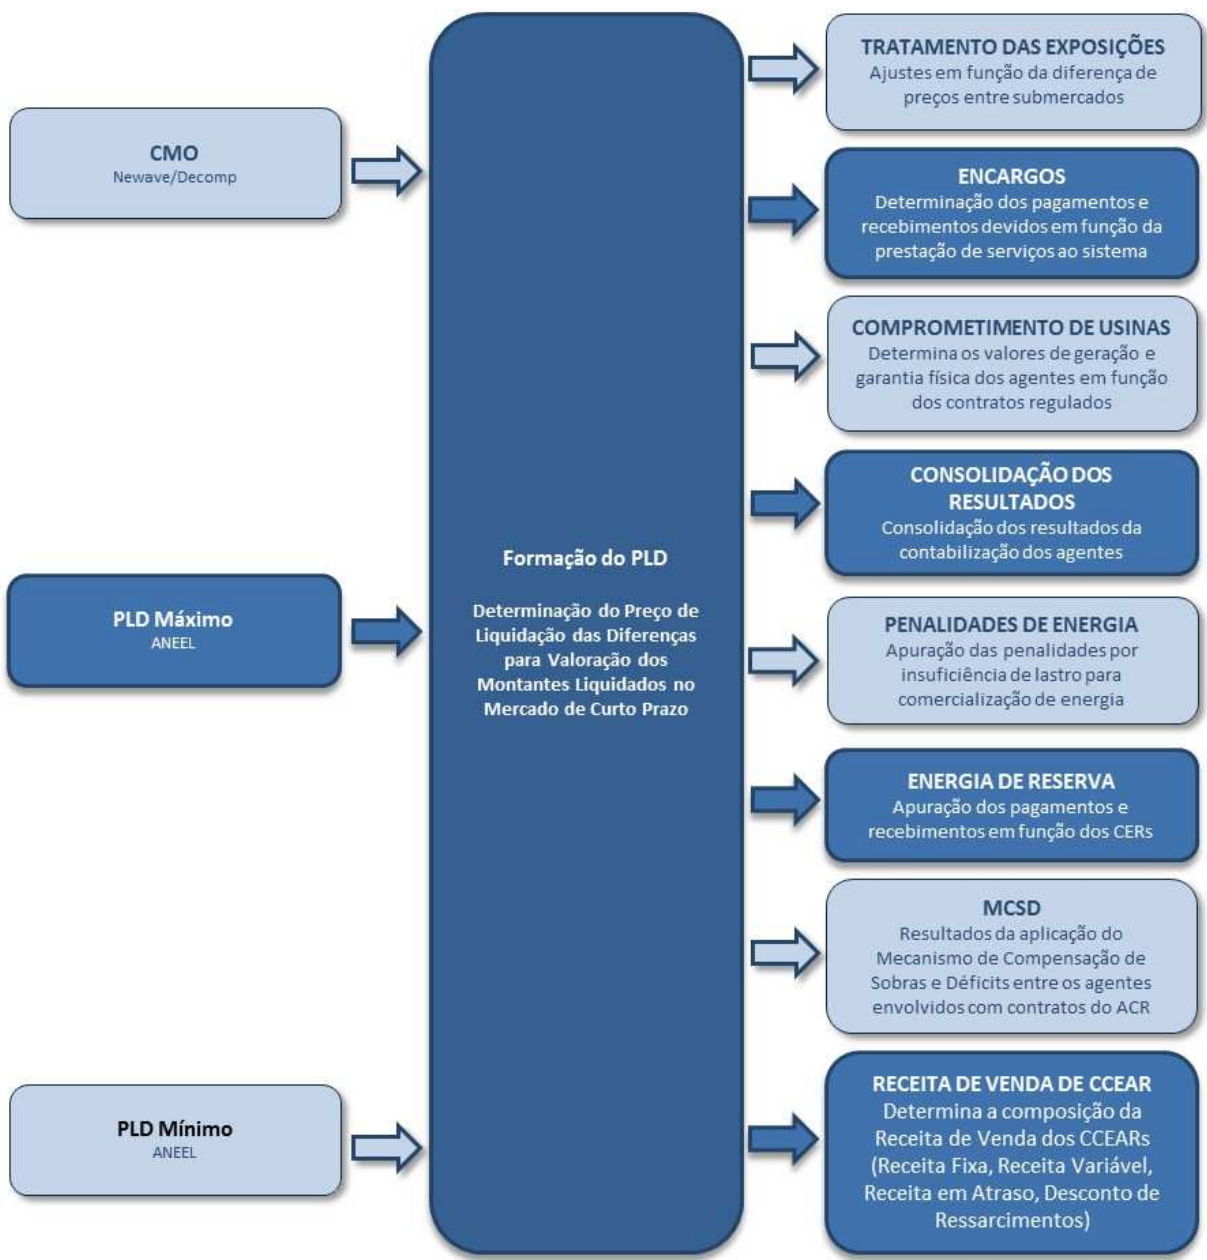 CMO
Newave/Decomp
PLD Máximo
ANEEL
PLD Mínimo
ANEEL
Formação do PLD
Determinação do Preço de
Liquidação das Diferenças
para Valoração dos
Montantes Liquidados no
Mercado de Curto Prazo
TRATAMENTO DAS EXPOSIÇÕES
Ajustes em função da diferença de
preços entre submercados
ENCARGOS
Determinação dos pagamentos e
recebimentos devidos em função da
prestação de serviços ao sistema
COMPROMETIMENTO DE USINAS
Determina os valores de geração e
garantia física dos agentes em função
dos contratos regulados
CONSOLIDAÇÃO DOS
RESULTADOS
Consolidação dos resultados da
contabilização dos agentes
PENALIDADES DE ENERGIA
Apuração das penalidades por
insuficiência de lastro para
comercialização de energia
ENERGIA DE RESERVA
Apuração dos pagamentos e
recebimentos em função dos CERs
MCSD
Resultados da aplicação do
Mecanismo de Compensação de
Sobras e Déficits entre os agentes
envolvidos com contratos do ACR
RECEITA DE VENDA DE CCEAR
Determina a composição da
Receita de Venda dos CCEARs
(Receita Fixa, Receita Variável,
Receita em Atraso, Desconto de
Ressarcimentos)